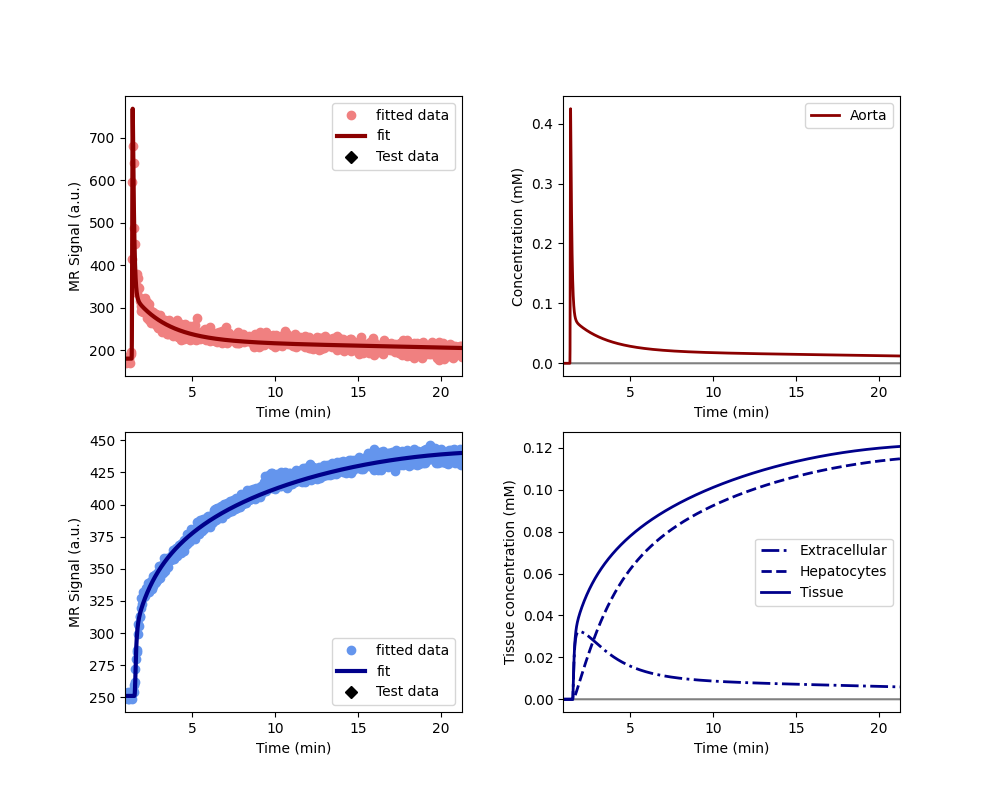 700
600
500
400
300
200
MR Signal (a.u.)
5
10
15
20
Time (min)
fitted data
fit
Test data
0.4
0.3
0.2
0.1
0.0
Concentration (mM)
5
10
15
20
Time (min)
Aorta
450
425
400
375
350
325
300
275
250
MR Signal (a.u.)
5
10
15
20
Time (min)
fitted data
fit
Test data
0.12
0.10
0.08
0.06
0.04
0.02
0.00
Tissue concentration (mM)
5
10
15
20
Time (min)
Extracellular
Hepatocytes
Tissue